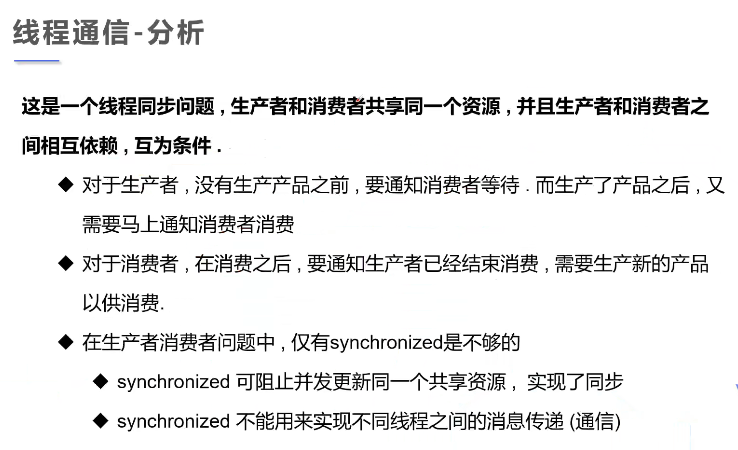 线程通信-分析
这是一个线程同步问题 , 生产者和消费者共享同一个资源 , 并且生产者和消费者之
间相互依赖 , 互为条件 .
◆ 对于生产者 , 没有生产产品之前 , 要通知消费者等待 . 而生产了产品之后 , 又
需要马上通知消费者消费
◆ 对于消费者 , 在消费之后 , 要通知生产者已经结束消费 , 需要生产新的产品
以供消费.
◆ 在生产者消费者问题中 , 仅有synchronized是不够的
◆ synchronized 可阻止并发更新同一个共享资源 , 实现了同步
◆ synchronized 不能用来实现不同线程之间的消息传递 (通信)